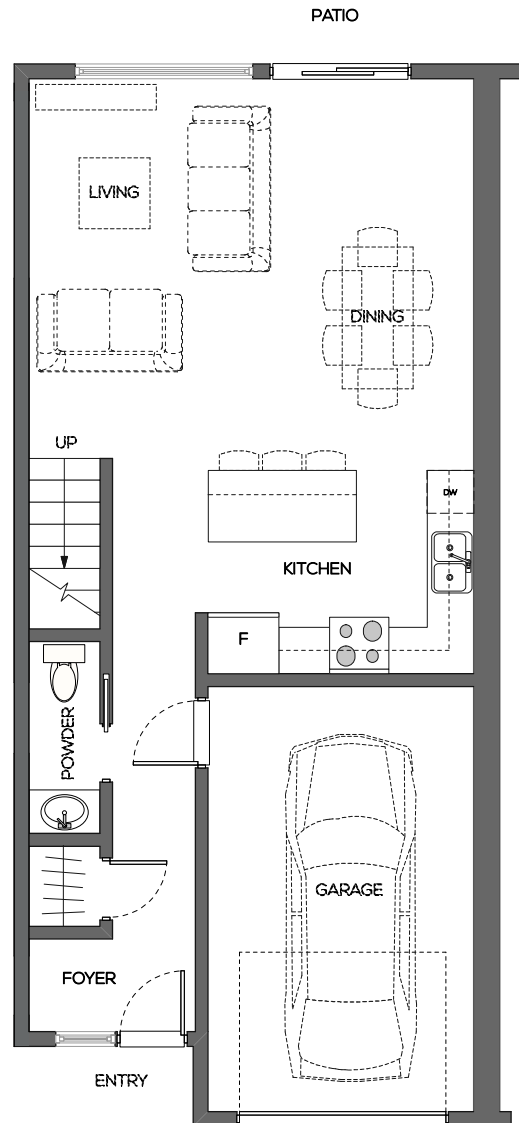 PATIO
LIVING
DINING
UP
DW
KITCHEN
F
POWDER
GARAGE
FOYER
ENTRY